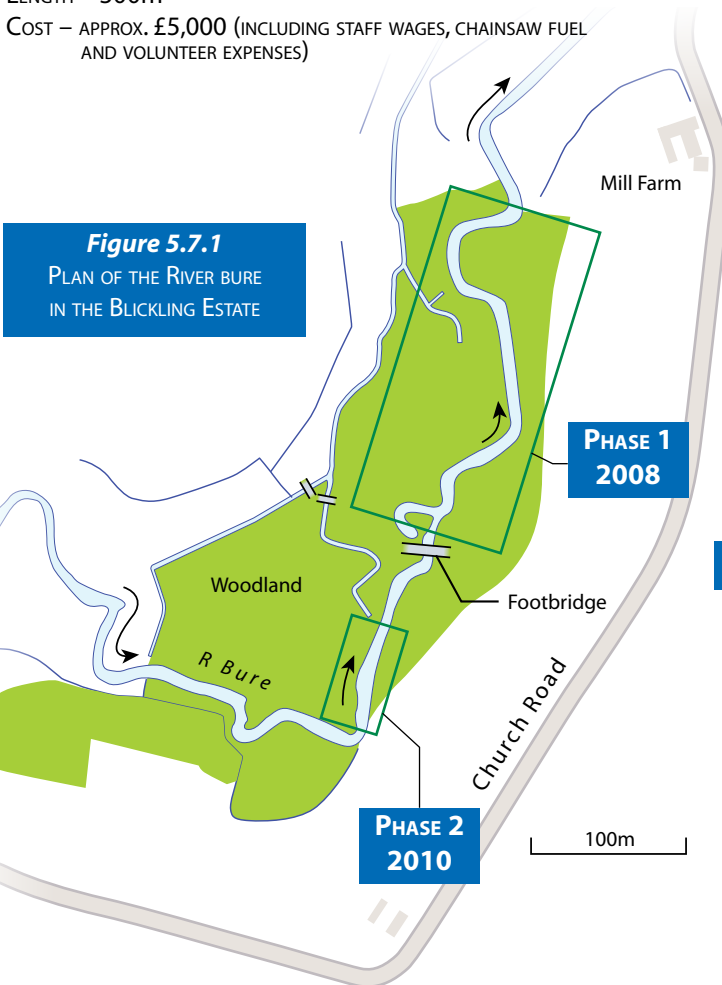 LENGTH – 500m
COST – APPROX. £5,000 (INCLUDING STAFF WAGES, CHAINSAW FUEL
AND VOLUNTEER EXPENSES)
Mill Farm
Figure 5.7.1
PLAN OF THE RIVER BURE
IN THE BLICKLING ESTATE
PHASE 1
2008
Woodland
Footbridge
R Bure
Church Road
PHASE 2
2010
100m